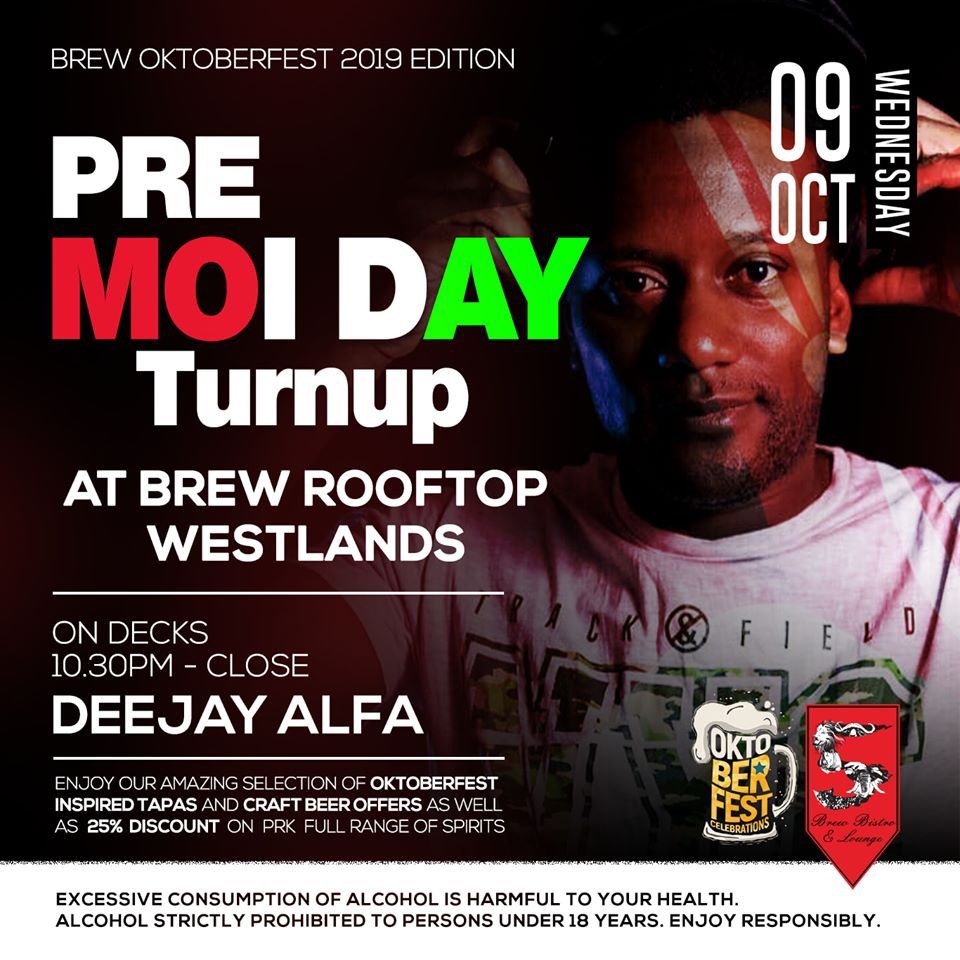 BREW OKTOBERFEST 2019 EDITION
09
OCT
WEDNESDAY
PRE
MOI DAY
Turnup
AT BREW ROOFTOP
WESTLANDS
ON DECKS
10.30PM - CLOSE
DEEJAY ALFA
TRACK & FIELD
ENJOY OUR AMAZING SELECTION OF OKTOBERFEST
INSPIRED TAPAS AND CRAFT BEER OFFERS AS WELL
AS 25% DISCOUNT ON PRK FULL RANGE OF SPIRITS
OKTO
BER
FEST
CELEBRATIONS
Brew Bistro
& Lounge
EXCESSIVE CONSUMPTION OF ALCOHOL IS HARMFUL TO YOUR HEALTH.
ALCOHOL STRICTLY PROHIBITED TO PERSONS UNDER 18 YEARS. ENJOY RESPONSIBLY.